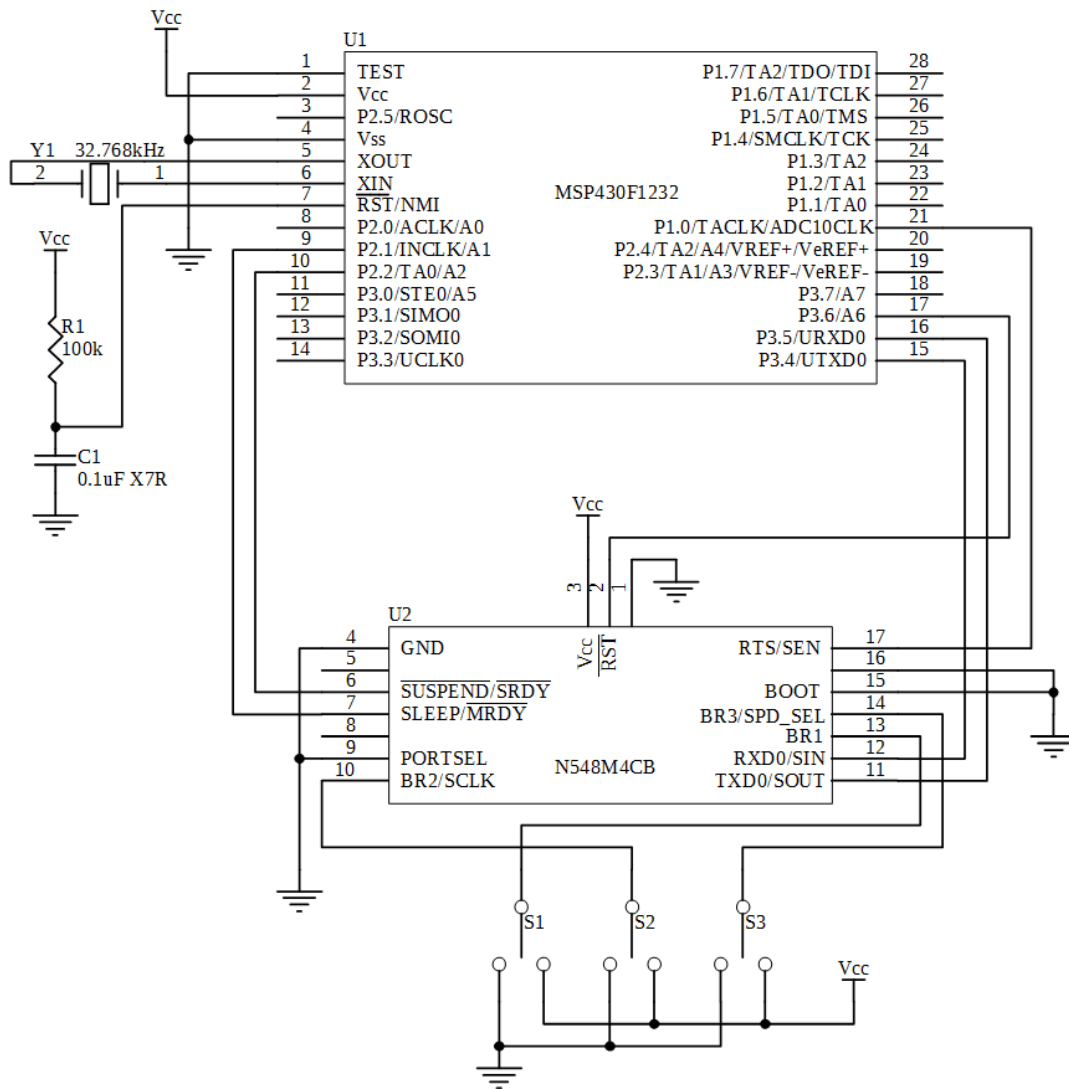 Vcc
U1
1 TEST P1.7/TA2/TDO/TDI 28
2 Vcc P1.6/TA1/TCLK 27
3 P2.5/ROSC P1.5/TA0/TMS 26
4 Vss P1.4/SMCLK/TCK 25
Y1 32.768kHz 5 XOUT P1.3/TA2 24
2 1 6 XIN P1.2/TA1 23
MSP430F1232
7 RST/NMI P1.1/TA0 22
8 P2.0/ACLK/A0 P1.0/TACLK/ADC10CLK 21
Vcc
9 P2.1/INCLK/A1 P2.4/TA2/A4/VREF+/VeREF+ 20
10 P2.2/TA0/A2 P2.3/TA1/A3/VREF-/VeREF- 19
11 P3.0/STE0/A5 P3.7/A7 18
12 P3.1/SIMO0 P3.6/A6 17
R1
13 P3.2/SOMI0 P3.5/URXD0 16
100k
14 P3.3/UCLK0 P3.4/UTXD0 15
C1
0.1uF X7R
Vcc
3 2 1
U2
Vcc RST
4 GND RTS/SEN 17
5 16
6 SUSPEND/SRDY BOOT 15
7 SLEEP/MRDY BR3/SPD_SEL 14
8 BR1 13
9 PORTSEL RXD0/SIN 12
N548M4CB
10 BR2/SCLK TXD0/SOUT 11
S1 S2 S3
Vcc